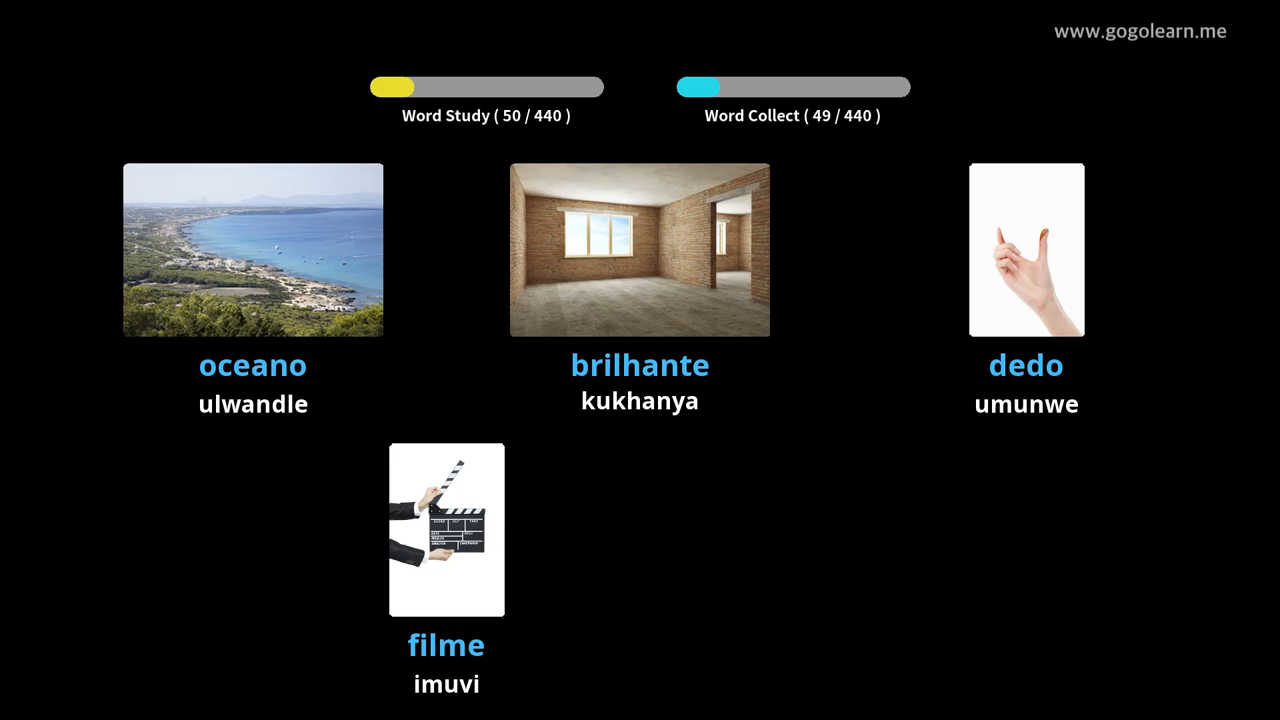 www.gogolearn.me
Word Study ( 50 / 440 )
Word Collect ( 49 / 440 )
oceano
ulwandle
brilhante
kukhanya
dedo
umunwe
filme
imuvi